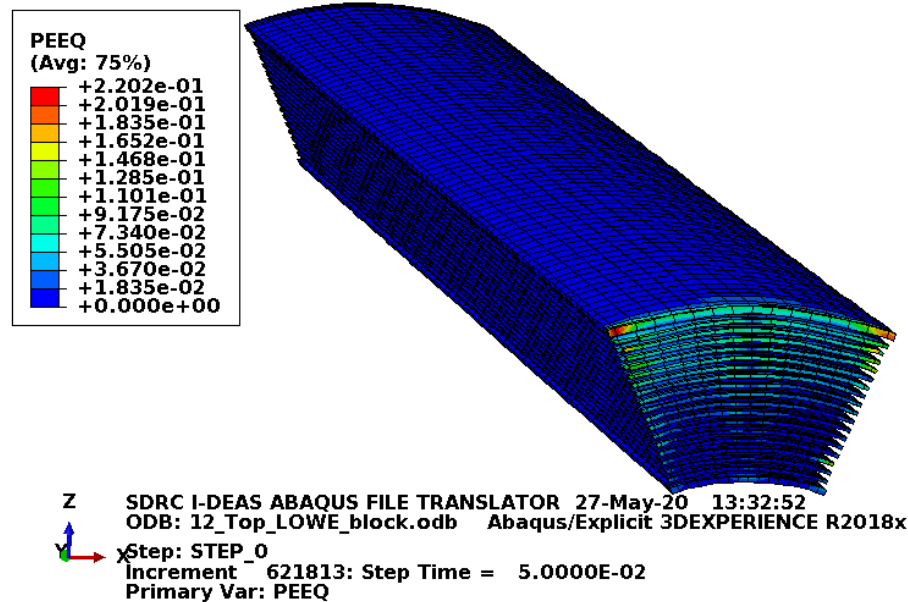 PEEQ
(Avg: 75%)
+2.202e-01
+2.019e-01
+1.835e-01
+1.652e-01
+1.468e-01
+1.285e-01
+1.101e-01
+9.175e-02
+7.340e-02
+5.505e-02
+3.670e-02
+1.835e-02
+0.000e+00
Z
Y
X
SDRC I-DEAS ABAQUS FILE TRANSLATOR 27-May-20 13:32:52
ODB: 12_Top_LOWE_block.odb Abaqus/Explicit 3DEXPERIENCE R2018x
Step: STEP_0
Increment 621813: Step Time = 5.0000E-02
Primary Var: PEEQ